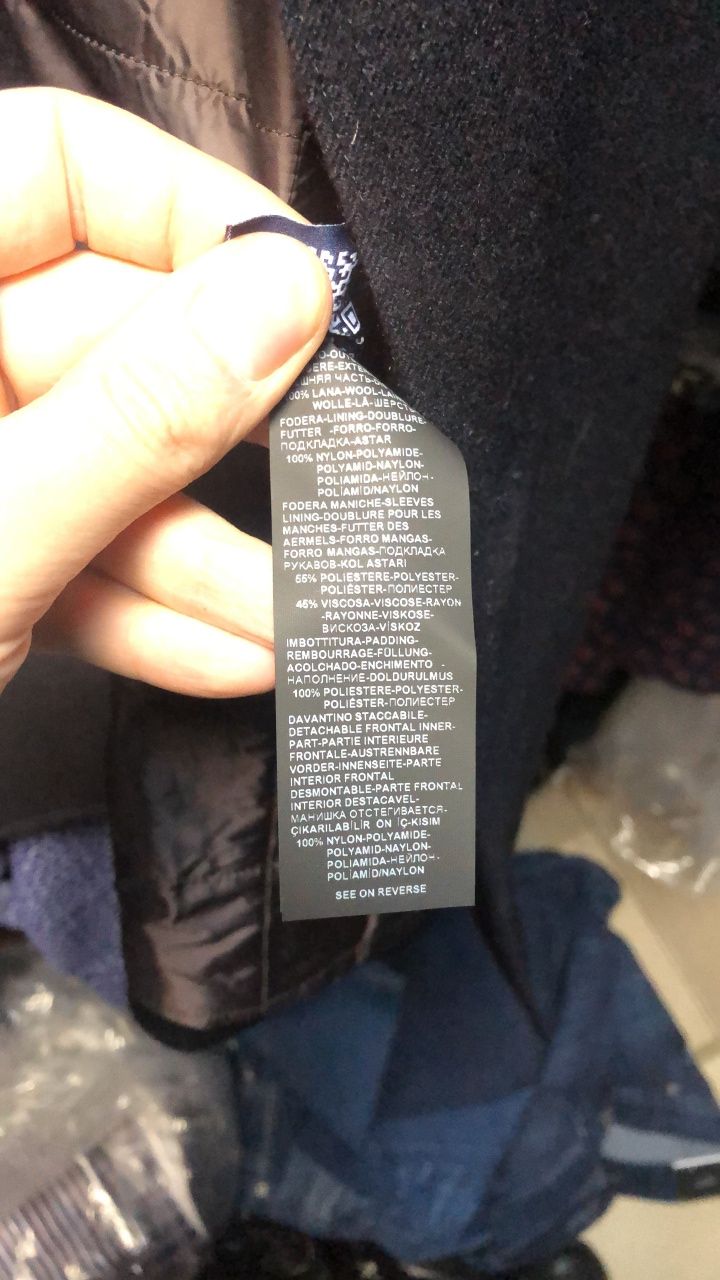 100% LANA-WOOL-
WOLLE-LÁ-ШЕРСТЬ
FODERA-LINING-DOUBLURE-
FUTTER -FORRO-FORRO-
ПОДКЛАДКА-ASTAR
100% NYLON-POLYAMIDE-
POLYAMID-NAYLON-
POLIAMIDA-НЕЙЛОН-
POLİAMİD/NAYLON
FODERA MANICHE-SLEEVES
LINING-DOUBLURE POUR LES
MANCHES-FUTTER DES
AERMELS-FORRO MANGAS-
FORRO MANGAS-ПОДКЛАДКА
РУКАВОВ-KOL ASTARI
55% POLIESTERE-POLYESTER-
POLIÉSTER-ПОЛИЕСТЕР
45% VISCOSA-VISCOSE-RAYON
-RAYONNE-VISKOSE-
ВИСКОЗА-VİSKOZ
IMBOTTITURA-PADDING-
REMBOURRAGE-FÜLLUNG-
ACOLCHADO-ENCHIMENTO -
-НАПОЛНЕНИЕ-DOLDURULMUS
100% POLIESTERE-POLYESTER-
POLIÉSTER-ПОЛИЕСТЕР
DAVANTINO STACCABILE-
DETACHABLE FRONTAL INNER-
PART-PARTIE INTERIEURE
FRONTALE-AUSTRENNBARE
VORDER-INNENSEITE-PARTE
INTERIOR FRONTAL
DESMONTABLE-PARTE FRONTAL
INTERIOR DESTACAVEL-
МАНИШКА ОТСТЕГИВАЕТСЯ-
ÇIKARILABİLİR ÖN İÇ-KISIM
100% NYLON-POLYAMIDE-
POLYAMID-NAYLON-
POLIAMIDA-НЕЙЛОН-
POLİAMİD/NAYLON
SEE ON REVERSE